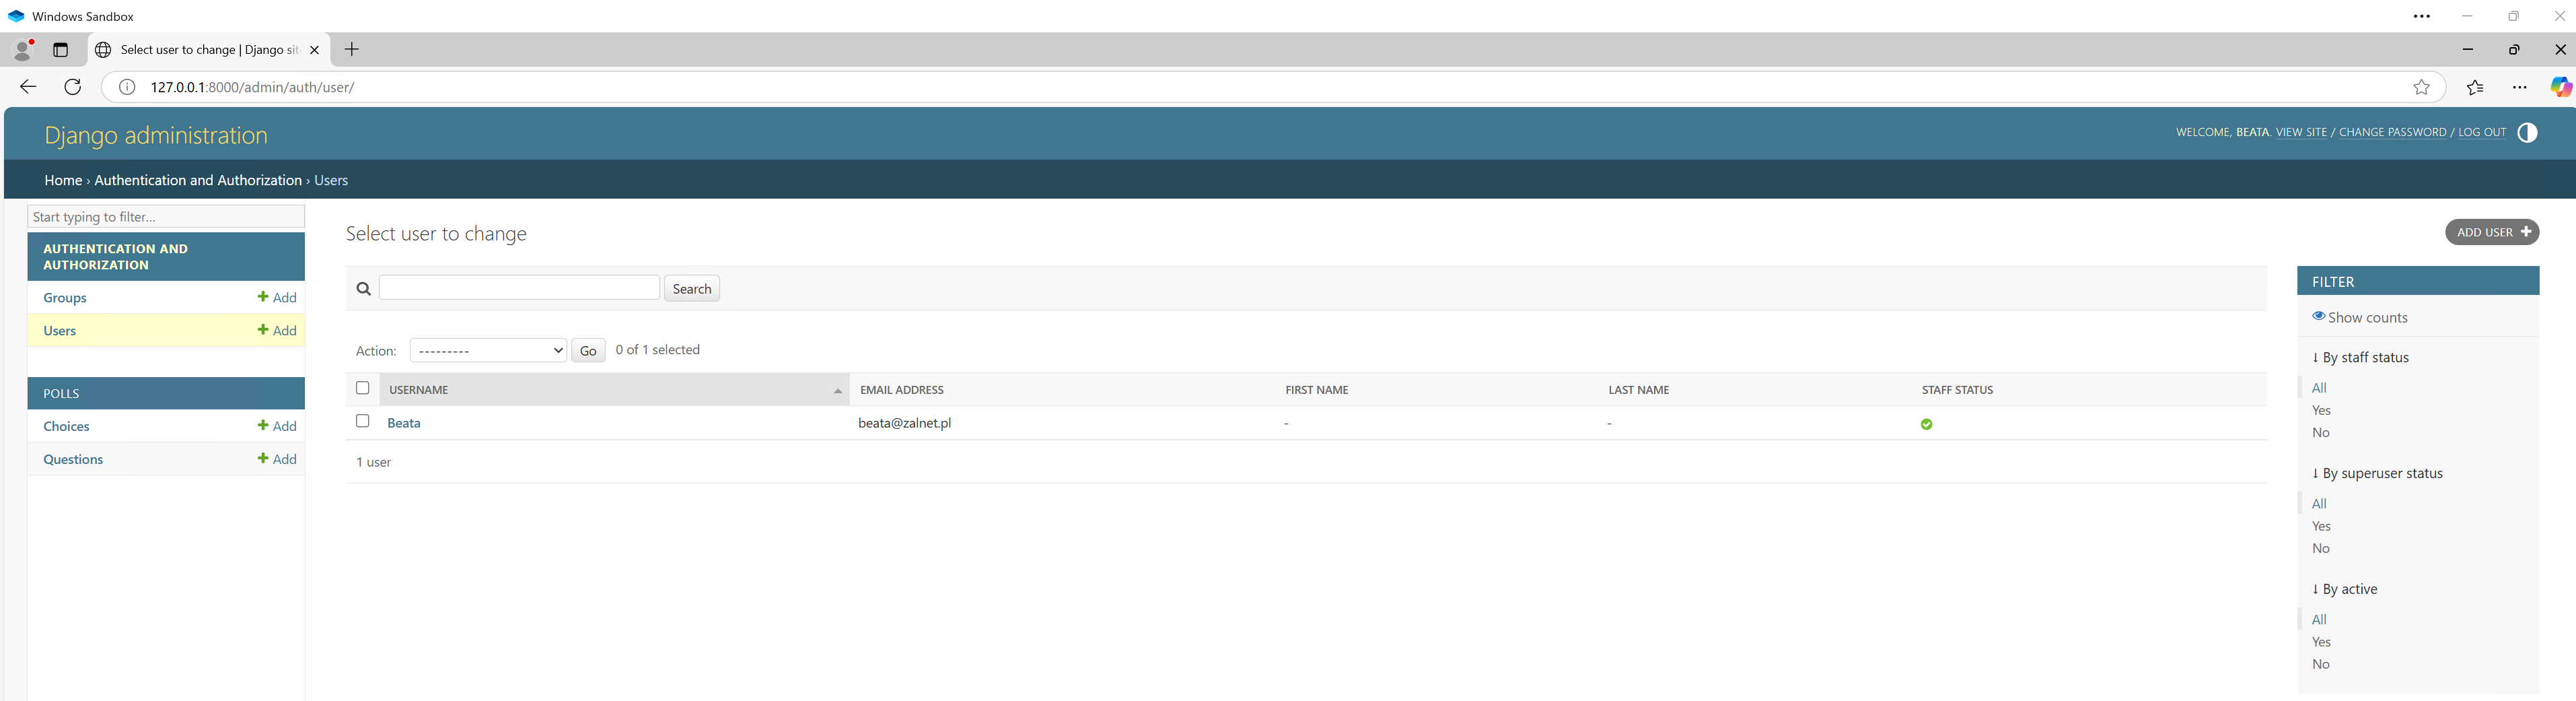 Windows Sandbox
Select user to change | Django sit
127.0.0.1:8000/admin/auth/user/
Django administration
WELCOME, BEATA. VIEW SITE / CHANGE PASSWORD / LOG OUT
Home › Authentication and Authorization › Users
Start typing to filter...
AUTHENTICATION AND
AUTHORIZATION
Groups + Add
Users + Add
POLLS
Choices + Add
Questions + Add
Select user to change
ADD USER +
Search
Action: --------- Go 0 of 1 selected
USERNAME EMAIL ADDRESS FIRST NAME LAST NAME STAFF STATUS
Beata beata@zalnet.pl - -
1 user
FILTER
Show counts
↓ By staff status
All
Yes
No
↓ By superuser status
All
Yes
No
↓ By active
All
Yes
No